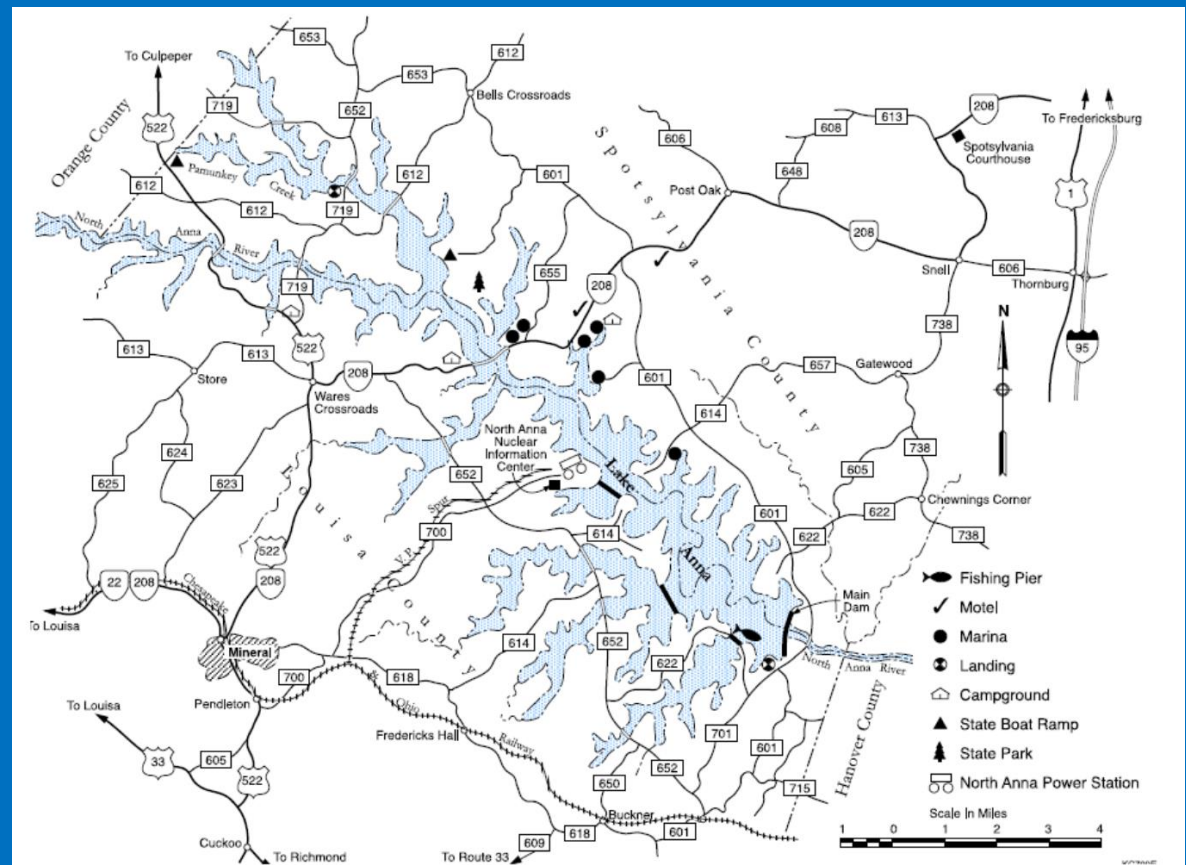 653
612
To Culpeper
653
Bells Crossroads
719
652
208
To Fredericksburg
522
608
613
Orange County
606
Spotsylvania
Courthouse
Pamunkey
Creek
612
648
1
612
601
Post Oak
612
719
North
Anna
River
Spotsylvania County
208
Snell
606
Thornburg
655
719
208
N
738
613
522
95
613
208
657
Gatewood
Store
601
Wares
Crossroads
614
North Anna
Nuclear
Information
Center
Lake
Anna
624
652
605
738
625
623
Louisa County
Spur
V.P.
700
601
Chewnings Corner
622
614
622
738
522
208
22
208
Chesapeake
& Ohio
Railway
To Louisa
Main
Dam
Mineral
614
652
622
North Anna River
700
618
To Louisa
Pendleton
Fredericks Hall
701
601
Hanover County
33
605
522
652
650
715
Buckner
618
601
609
Cuckoo
To Richmond
To Route 33
Fishing Pier
Motel
Marina
Landing
Campground
State Boat Ramp
State Park
North Anna Power Station
Scale In Miles
1 0 1 2 3 4